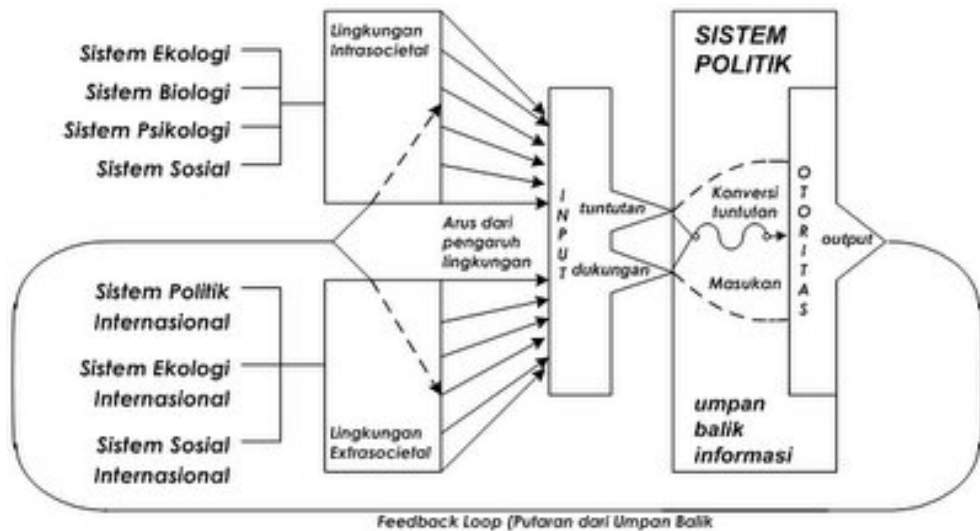 Sistem Ekologi
Sistem Biologi
Sistem Psikologi
Sistem Sosial
Lingkungan
Intrasocietal
Arus dari
pengaruh
lingkungan
Sistem Politik
Internasional
Sistem Ekologi
Internasional
Sistem Sosial
Internasional
Lingkungan
Extrasocietal
INPUT
tuntutan
dukungan
SISTEM
POLITIK
Konversi
tuntutan
Masukan
umpan
balik
informasi
OTORITAS
output
Feedback Loop (Putaran dari Umpan Balik